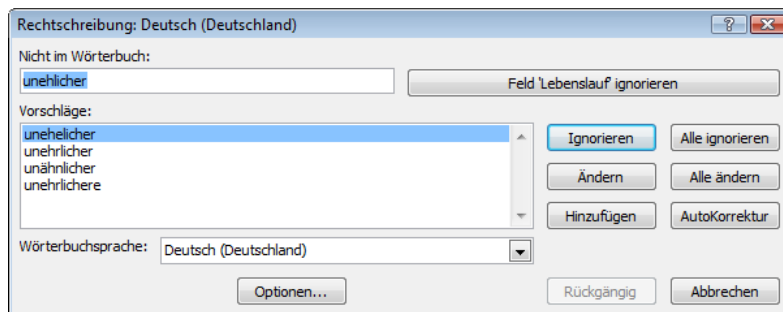 Rechtschreibung: Deutsch (Deutschland)
Nicht im Wörterbuch:
unehlicher
Feld 'Lebenslauf' ignorieren
Vorschläge:
unehelicher
unehrlicher
unähnlicher
unehrlichere
Ignorieren
Alle ignorieren
Ändern
Alle ändern
Hinzufügen
AutoKorrektur
Wörterbuchsprache:
Deutsch (Deutschland)
Optionen...
Rückgängig
Abbrechen